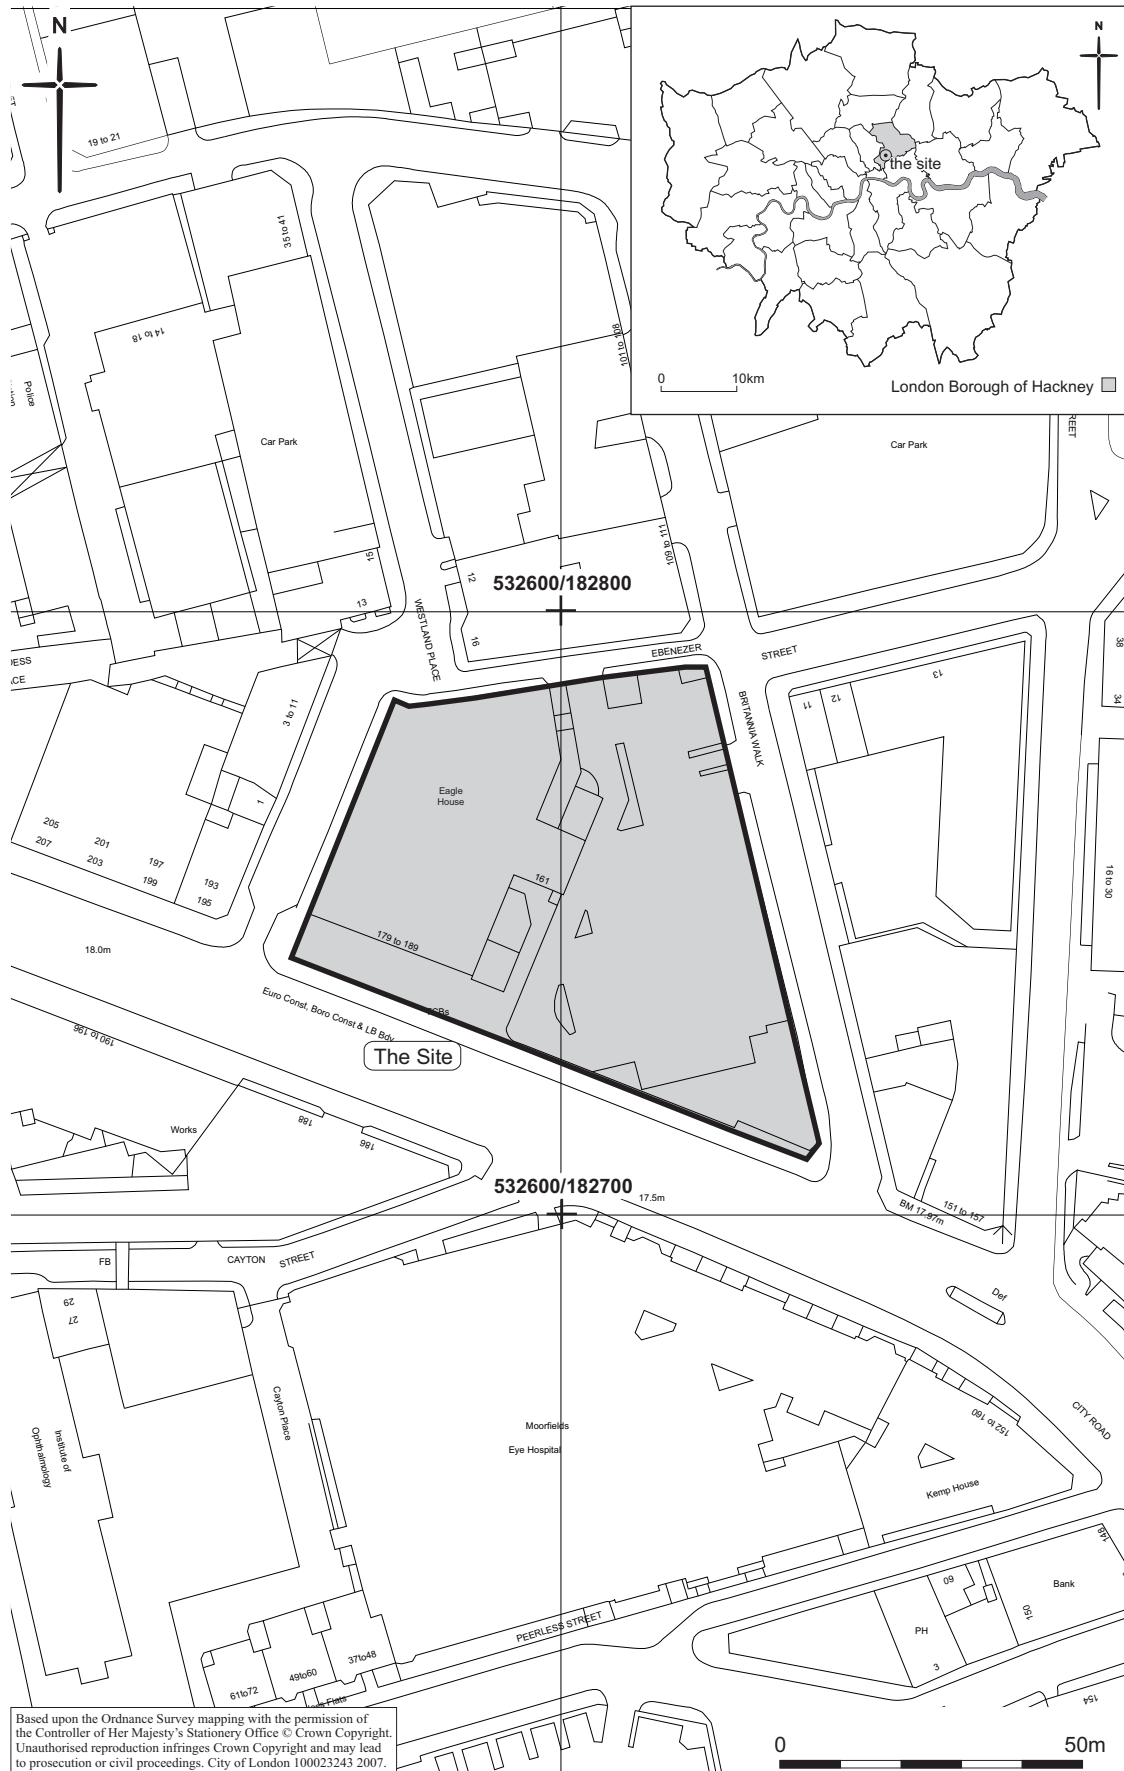 N
19 to 21
35 to 41
14 to 18
Police
Car Park
15
13
101 to 108
109 to 111
12
16
N
the site
0 10km
London Borough of Hackney
Car Park
532600/182800
WESTLAND PLACE
EBENEZER STREET
BRITANNIA WALK
3 to 11
1
205
207
201
203
197
199
193
195
18.0m
Eagle
House
161
179 to 189
11
12
13
38
34
16 to 30
Euro Const, Boro Const & LB Bdy
The Site
190 to 196
188
186
Works
532600/182700
17.5m
BM 17.97m
151 to 157
FB
CAYTON STREET
29
27
Cayton Place
Institute of
Ophthalmology
Def
CITY ROAD
Moorfields
Eye Hospital
152 to 160
Kemp House
PEERLESS STREET
61to72
49to60
37to48
Flats
148
Bank
60
150
PH
3
154
Based upon the Ordnance Survey mapping with the permission of
the Controller of Her Majesty's Stationery Office © Crown Copyright.
Unauthorised reproduction infringes Crown Copyright and may lead
to prosecution or civil proceedings. City of London 100023243 2007.
0 50m